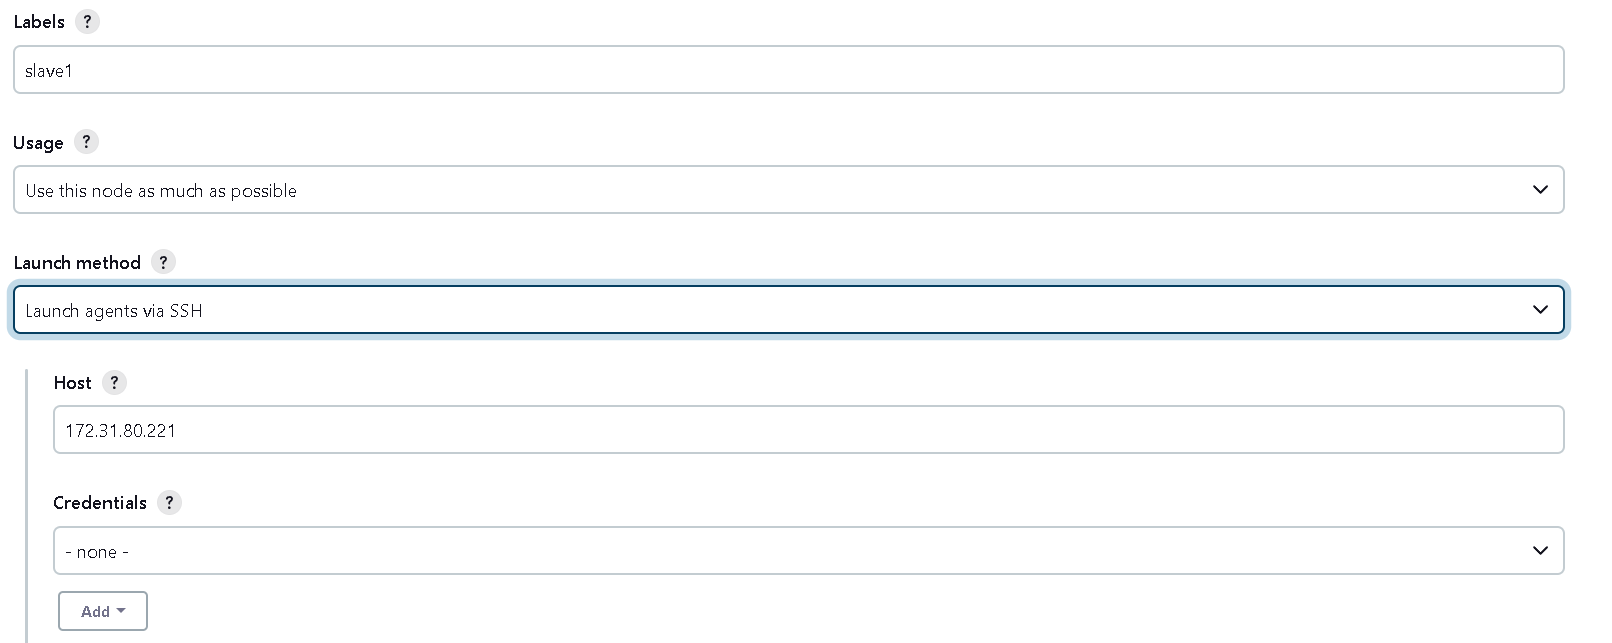 Labels ?
slave1
Usage ?
Use this node as much as possible
Launch method ?
Launch agents via SSH
Host ?
172.31.80.221
Credentials ?
- none -
Add